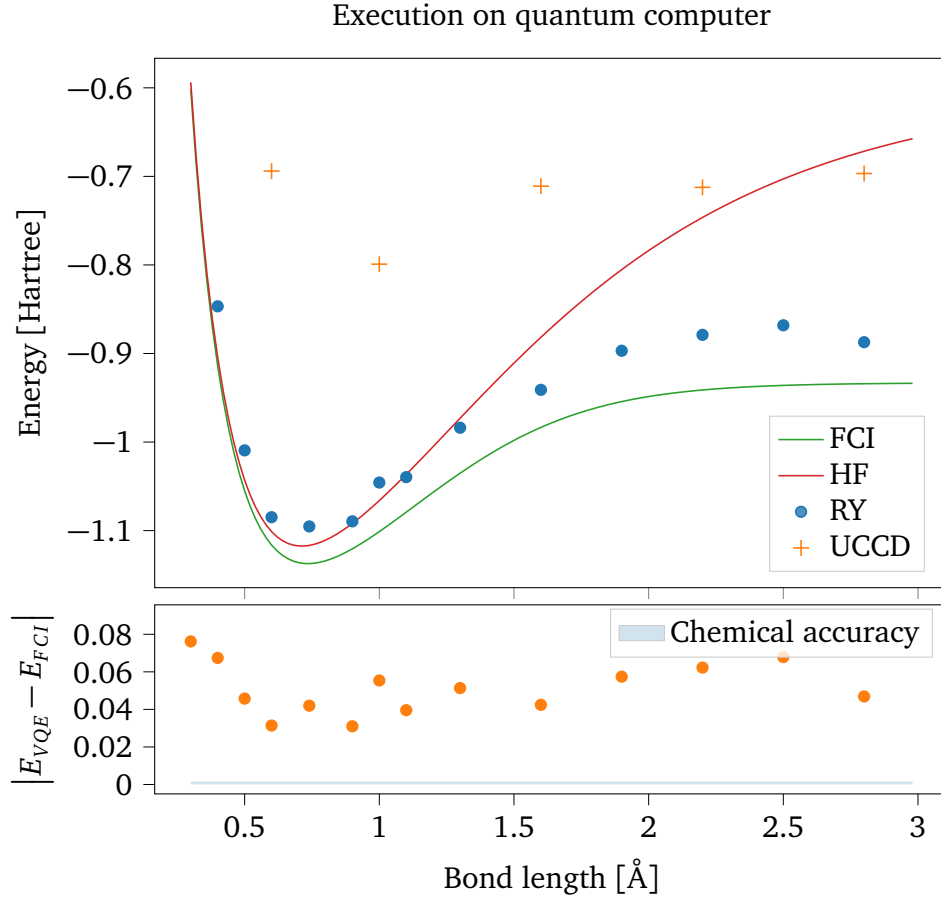 Execution on quantum computer
Energy [Hartree]
−0.6
−0.7
−0.8
−0.9
−1
−1.1
FCI
HF
RY
UCCD
|E_VQE − E_FCI|
0.08
0.06
0.04
0.02
0
Chemical accuracy
0.5
1
1.5
2
2.5
3
Bond length [Å]